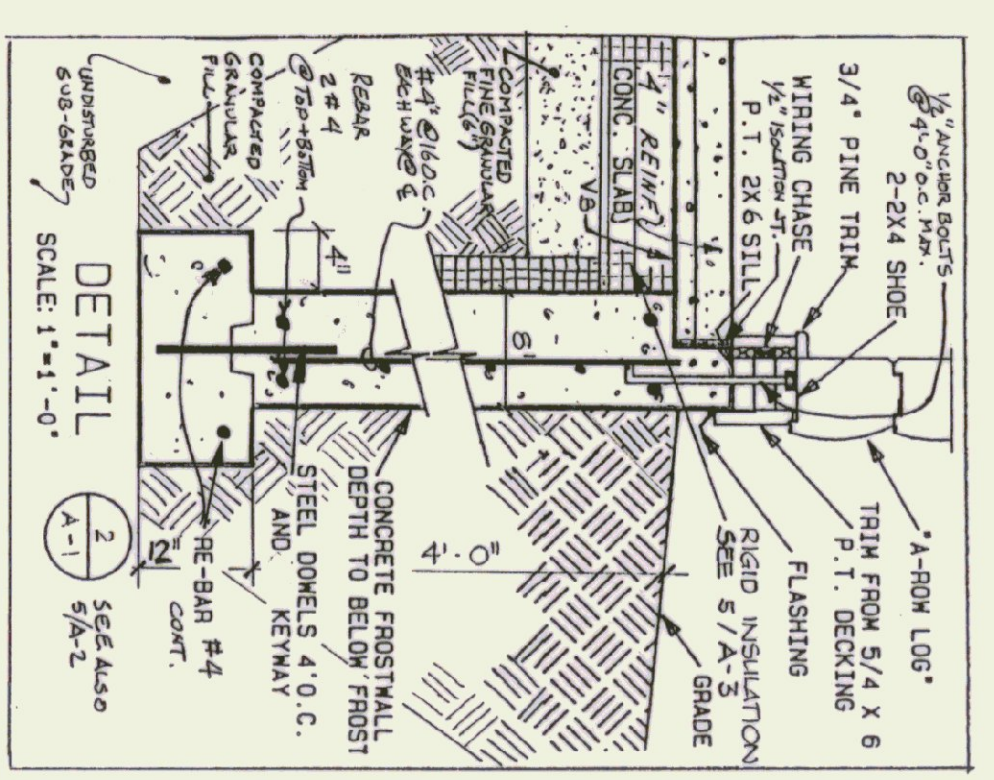 1/2" ANCHOR BOLTS
@ 4'-0" O.C. MAX.
2-2X4 SHOE
3/4" PINE TRIM
WIRING CHASE
1/2" ISOLATION JT.
P.T. 2X6 SILL
4" REINF.
CONC. SLAB
VB
COMPACTED
FINE GRANULAR
FILL (6")
#4 @ 16 O.C.
EACH WAY @ ℄
REBAR
2 #4
@ TOP + BOTTOM
COMPACTED
GRANULAR
FILL
UNDISTURBED
SUB-GRADE
4"
8"
"A-ROW LOG"
TRIM FROM 5/4 X 6
P.T. DECKING
FLASHING
RIGID INSULATION
SEE 5/A-3
GRADE
4'-0"
CONCRETE FROSTWALL
DEPTH TO BELOW FROST
STEEL DOWELS 4'O.C.
AND KEYWAY
RE-BAR #4
CONT.
12"
DETAIL
SCALE: 1"=1'-0"
2
A-1
SEE ALSO
5/A-2